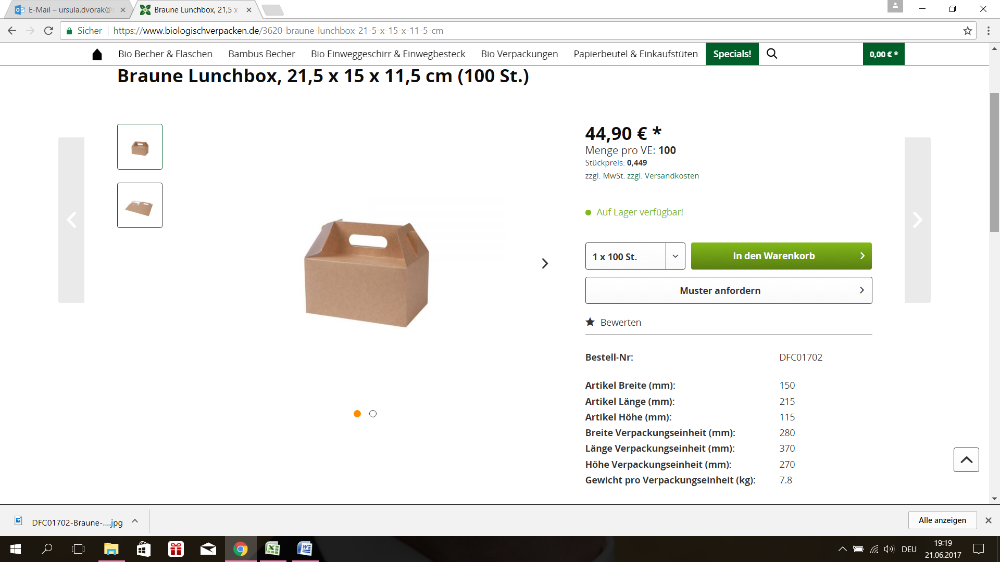 E-Mail – ursula.dvorak@s
Braune Lunchbox, 21,5 x
Sicher
https://www.biologischverpacken.de/3620-braune-lunchbox-21-5-x-15-x-11-5-cm
Bio Becher & Flaschen Bambus Becher Bio Einweggeschirr & Einwegbesteck Bio Verpackungen Papierbeutel & Einkaufstüten Specials! 0,00 € *
Braune Lunchbox, 21,5 x 15 x 11,5 cm (100 St.)
44,90 € *
Menge pro VE: 100
Stückpreis: 0,449
zzgl. MwSt. zzgl. Versandkosten
Auf Lager verfügbar!
1 x 100 St.
In den Warenkorb
Muster anfordern
Bewerten
Bestell-Nr: DFC01702
Artikel Breite (mm): 150
Artikel Länge (mm): 215
Artikel Höhe (mm): 115
Breite Verpackungseinheit (mm): 280
Länge Verpackungseinheit (mm): 370
Höhe Verpackungseinheit (mm): 270
Gewicht pro Verpackungseinheit (kg): 7.8
DFC01702-Braune-....jpg
Alle anzeigen
DEU
19:19
21.06.2017